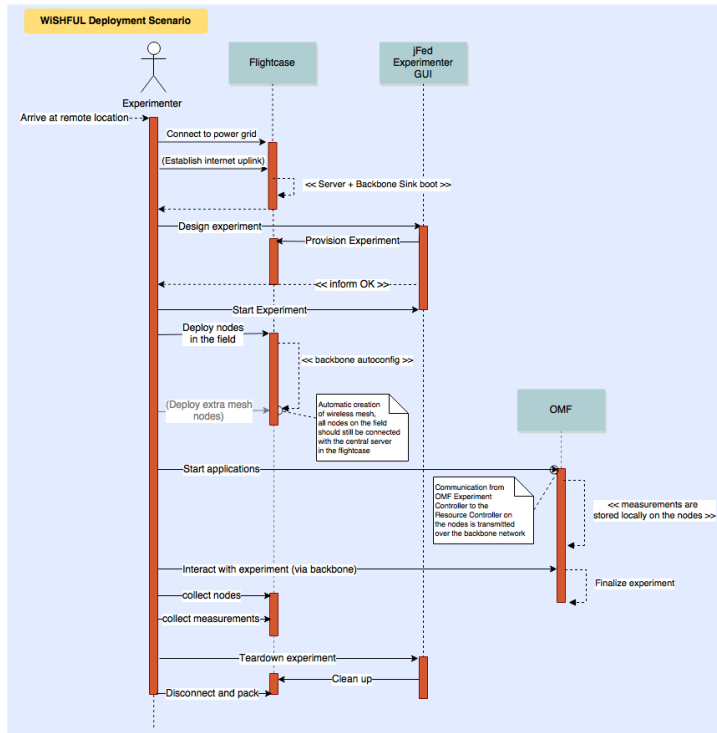 WiSHFUL Deployment Scenario
Flightcase
jFed
Experimenter
GUI
Experimenter
Arrive at remote location
Connect to power grid
(Establish internet uplink)
<< Server + Backbone Sink boot >>
Design experiment
Provision Experiment
<< inform OK >>
Start Experiment
Deploy nodes
in the field
<< backbone autoconfig >>
(Deploy extra mesh
nodes)
Automatic creation
of wireless mesh,
all nodes on the field
should still be connected
with the central server
in the flightcase
OMF
Start applications
Communication from
OMF Experiment
Controller to the
Resource Controller on
the nodes is transmitted
over the backbone network
<< measurements are
stored locally on the nodes >>
Interact with experiment (via backbone)
Finalize experiment
collect nodes
collect measurements
Teardown experiment
Clean up
Disconnect and pack